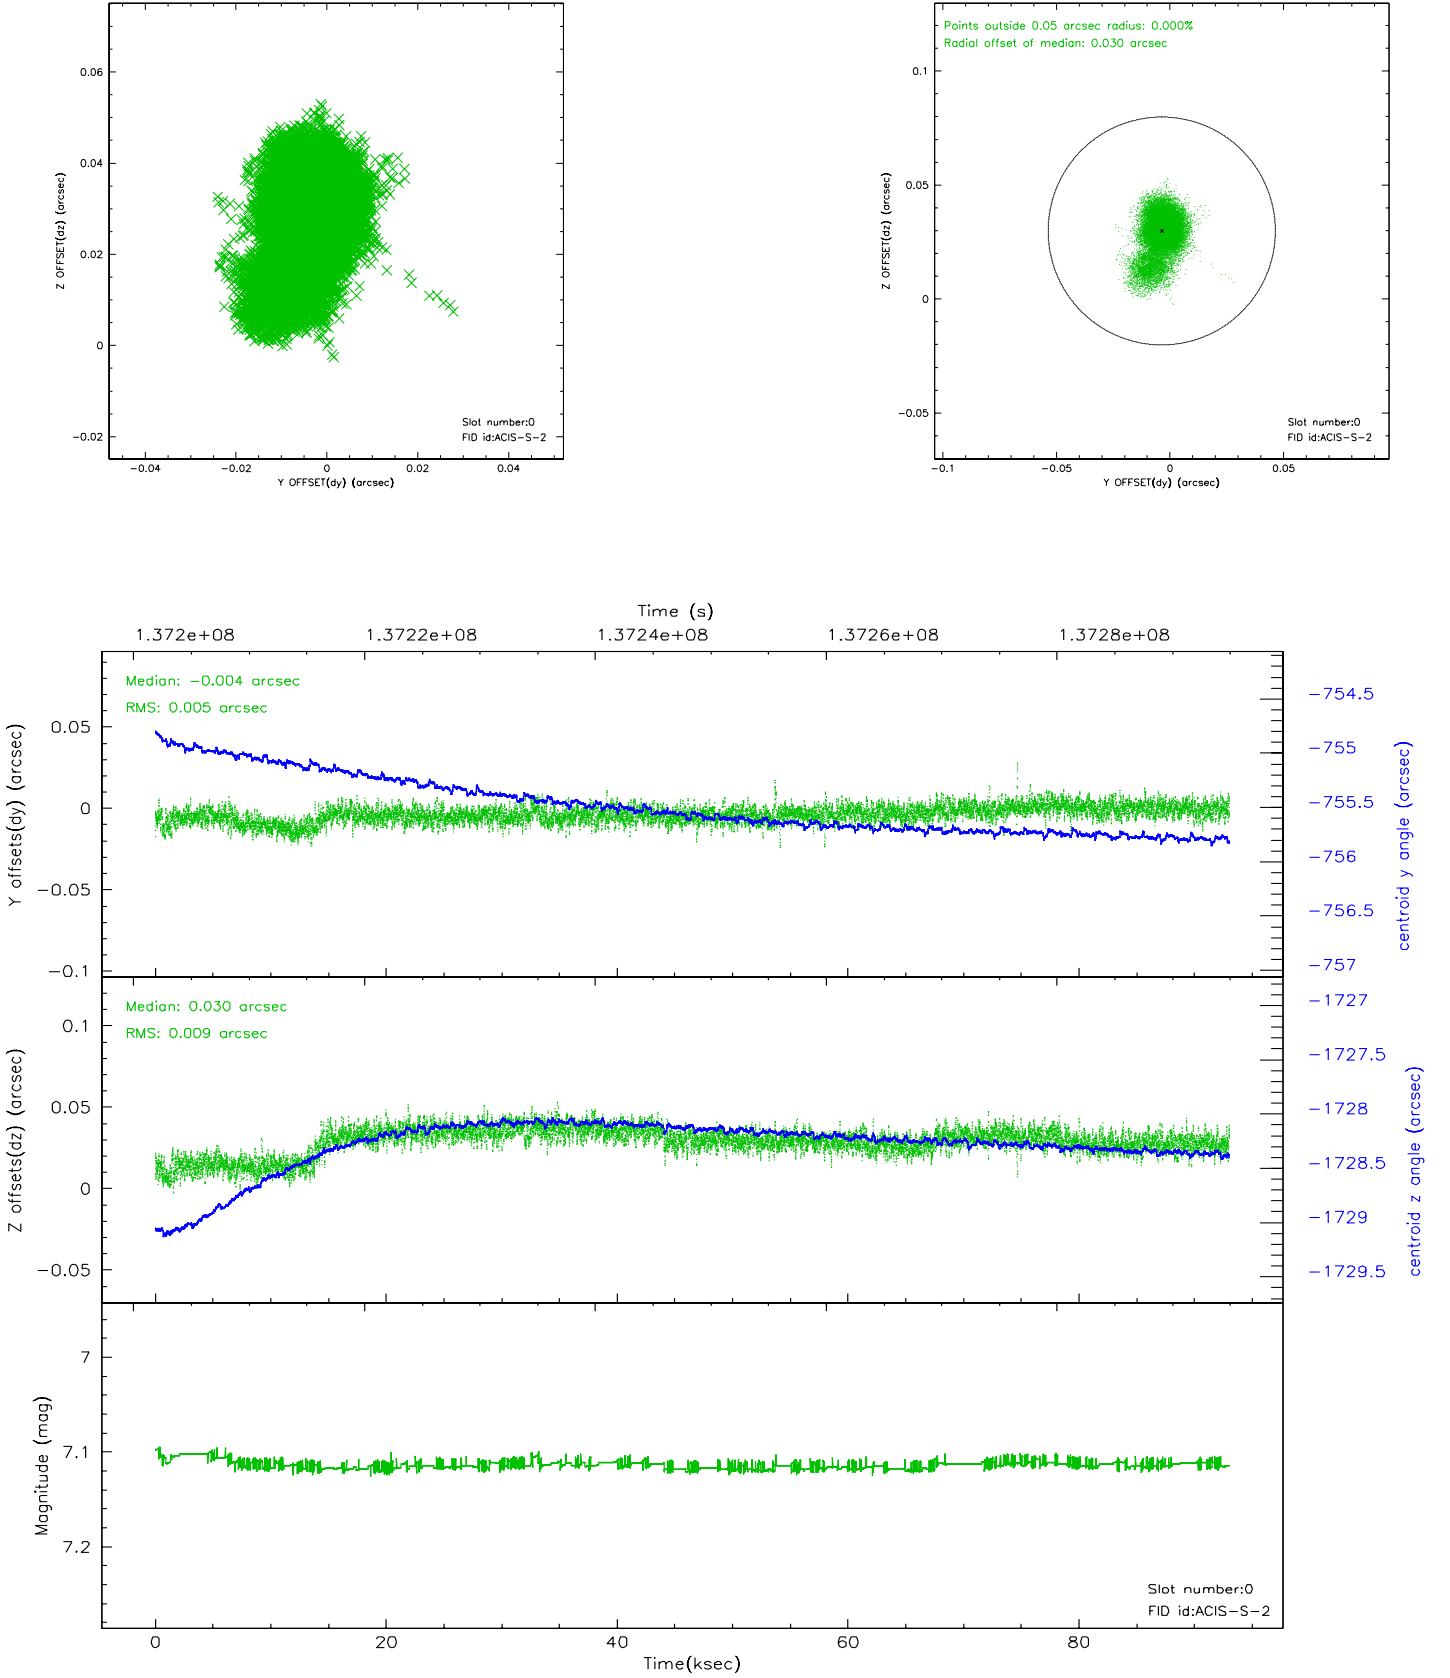 0.06
0.04
0.02
0
−0.02
Z OFFSET(dz) (arcsec)
Slot number:0
FID id:ACIS−S−2
−0.04
−0.02
0
0.02
0.04
Y OFFSET(dy) (arcsec)
Points outside 0.05 arcsec radius: 0.000%
Radial offset of median: 0.030 arcsec
0.1
0.05
0
−0.05
Z OFFSET(dz) (arcsec)
Slot number:0
FID id:ACIS−S−2
−0.1
−0.05
0
0.05
Y OFFSET(dy) (arcsec)
Time (s)
1.372e+08
1.3722e+08
1.3724e+08
1.3726e+08
1.3728e+08
Median: −0.004 arcsec
RMS: 0.005 arcsec
0.05
0
−0.05
−0.1
Y offsets(dy) (arcsec)
−754.5
−755
−755.5
−756
−756.5
−757
centroid y angle (arcsec)
Median: 0.030 arcsec
RMS: 0.009 arcsec
0.1
0.05
0
−0.05
Z offsets(dz) (arcsec)
−1727
−1727.5
−1728
−1728.5
−1729
−1729.5
centroid z angle (arcsec)
7
7.1
7.2
Magnitude (mag)
Slot number:0
FID id:ACIS−S−2
0
20
40
60
80
Time(ksec)